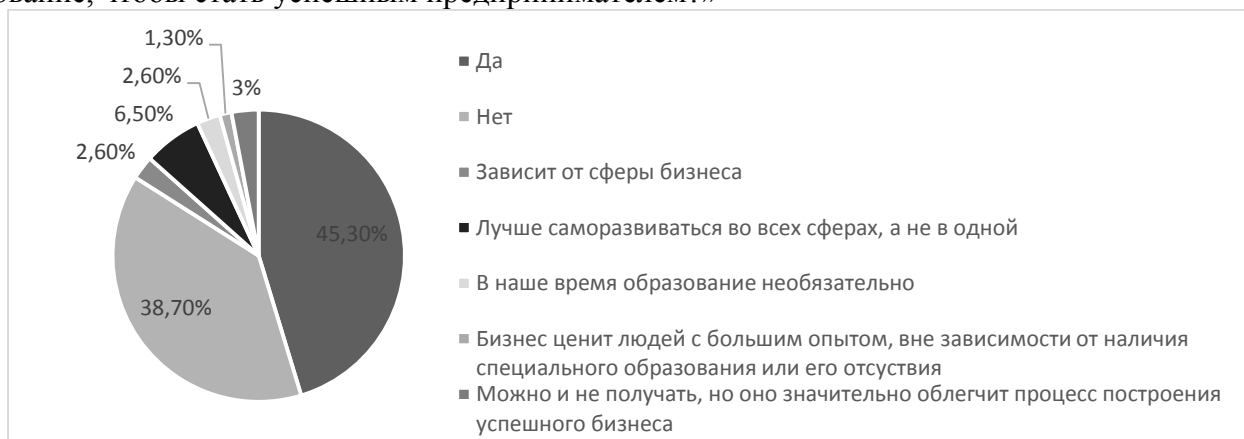 ование, чтобы стать успешным предпринимателем?»
1,30%
2,60%
3%
6,50%
2,60%
45,30%
38,70%
Да
Нет
Зависит от сферы бизнеса
Лучше саморазвиваться во всех сферах, а не в одной
В наше время образование необязательно
Бизнес ценит людей с большим опытом, вне зависимости от наличия
специального образования или его отсуствия
Можно и не получать, но оно значительно облегчит процесс построения
успешного бизнеса